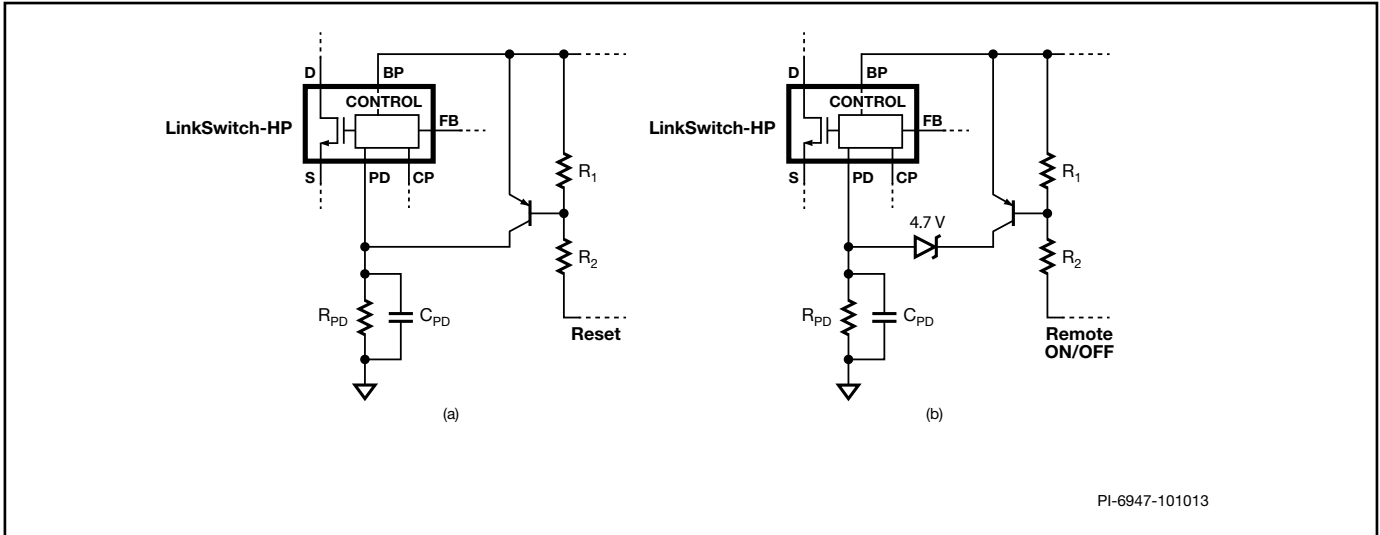 D
BP
CONTROL
LinkSwitch-HP
FB
S
PD
CP
R1
R2
RPD
CPD
Reset
(a)
D
BP
CONTROL
LinkSwitch-HP
FB
S
PD
CP
4.7 V
R1
R2
RPD
CPD
Remote
ON/OFF
(b)
PI-6947-101013